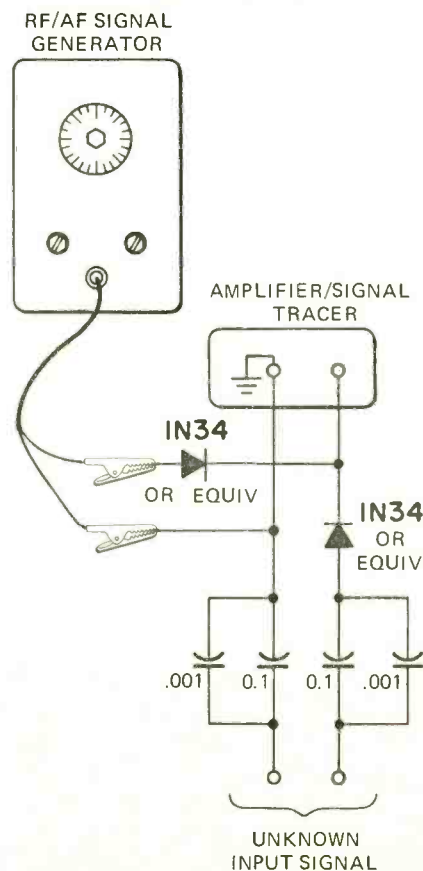 RF/AF SIGNAL
GENERATOR
AMPLIFIER/SIGNAL
TRACER
IN34
OR EQUIV
IN34
OR
EQUIV
.001
0.1
0.1
.001
UNKNOWN
INPUT SIGNAL